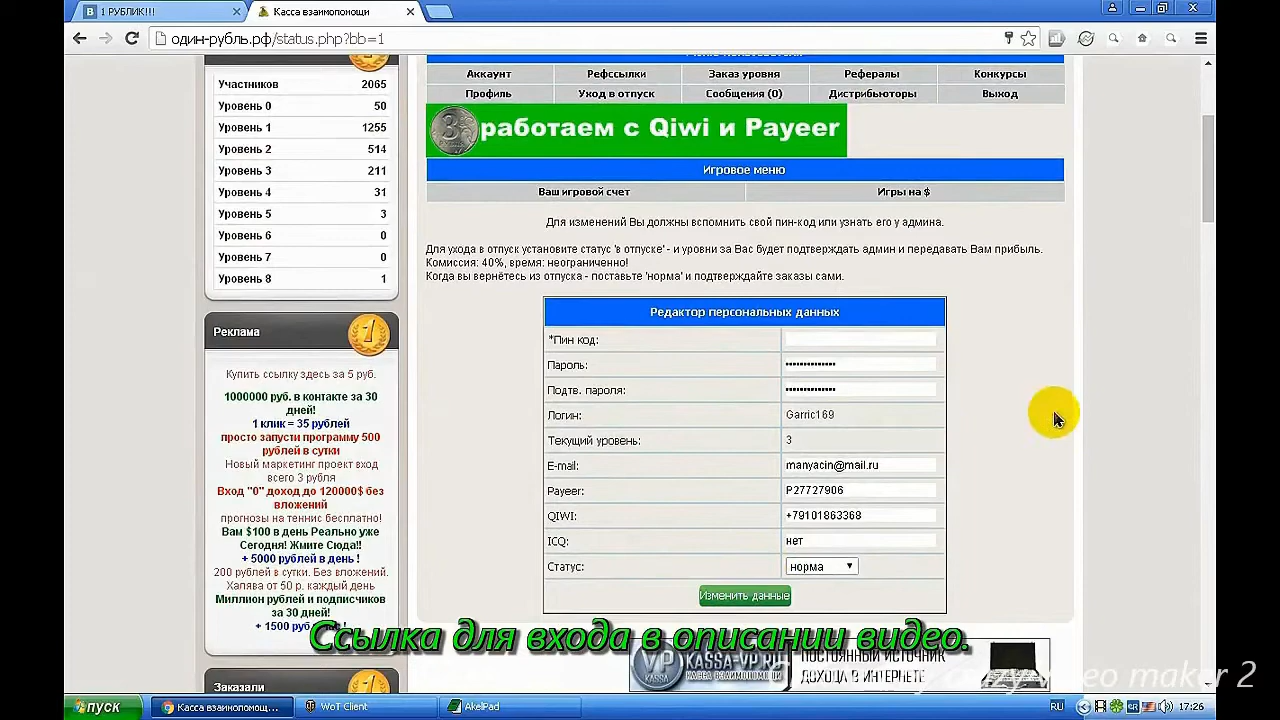 1 РУБЛИК!!!
Касса взаимопомощи
один-рубль.рф/status.php?bb=1
Участников 2065
Уровень 0 50
Уровень 1 1255
Уровень 2 514
Уровень 3 211
Уровень 4 31
Уровень 5 3
Уровень 6 0
Уровень 7 0
Уровень 8 1
Реклама
Купить ссылку здесь за 5 руб.
1000000 руб. в контакте за 30
дней!
1 клик = 35 рублей
просто запусти программу 500
рублей в сутки
Новый маркетинг проект вход
всего 3 рубля
Вход "0" доход до 120000$ без
вложений
прогнозы на теннис бесплатно!
Вам $100 в день Реально уже
Сегодня! Жмите Сюда!!
+ 5000 рублей в день !
200 рублей в сутки. Без вложений.
Халява от 50 р. каждый день
Миллион рублей и подписчиков
за 30 дней!
+ 1500 руб
Заказали
Аккаунт Рефссылки Заказ уровня Рефералы Конкурсы
Профиль Уход в отпуск Сообщения (0) Дистрибьюторы Выход
3 работаем с Qiwi и Payeer
Игровое меню
Ваш игровой счет Игры на $
Для изменений Вы должны вспомнить свой пин-код или узнать его у админа.
Для ухода в отпуск установите статус 'в отпуске' - и уровни за Вас будет подтверждать админ и передавать Вам прибыль.
Комиссия: 40%, время: неограниченно!
Когда вы вернётесь из отпуска - поставьте 'норма' и подтверждайте заказы сами.
Редактор персональных данных
*Пин код:
Пароль: ••••••••••••••
Подтв. пароля: ••••••••••••••
Логин: Garric169
Текущий уровень: 3
E-mail: manyacin@mail.ru
Payeer: P27727906
QIWI: +79101863368
ICQ: нет
Статус: норма
Изменить данные
Ссылка для входа в описании видео.
VP KASSA KASSA-VP.RU
КАССА ВЗАИМОПОМОЩИ
ПОСТОЯННЫЙ ИСТОЧНИК
ДОХОДА В ИНТЕРНЕТЕ
video maker 2
пуск Касса взаимопомощ... WoT Client AkelPad RU 17:26